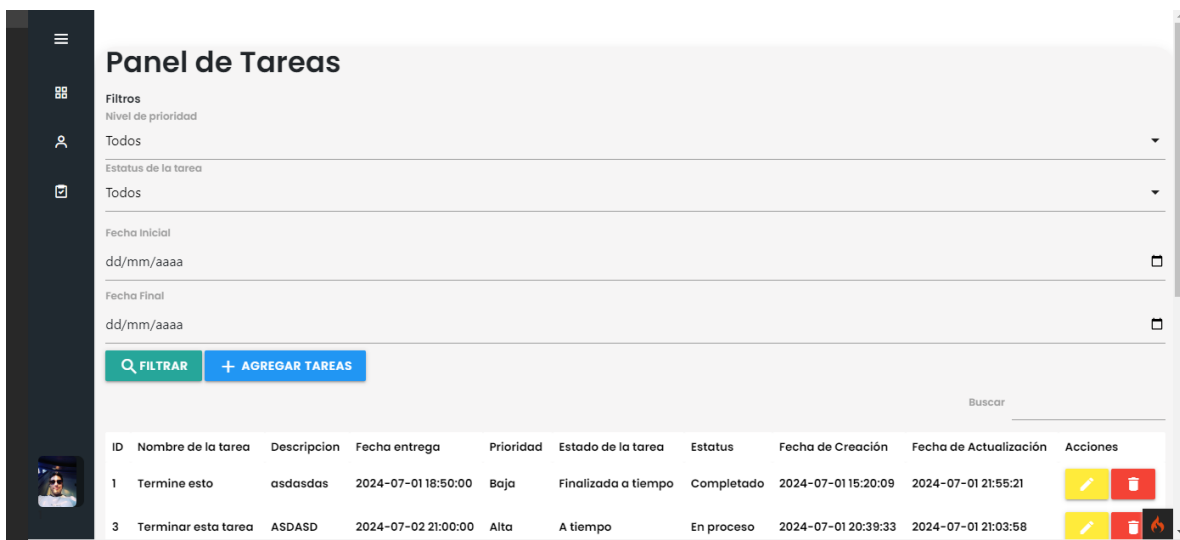 Panel de Tareas
Filtros
Nivel de prioridad
Todos
Estatus de la tarea
Todos
Fecha Inicial
dd/mm/aaaa
Fecha Final
dd/mm/aaaa
FILTRAR + AGREGAR TAREAS
Buscar
ID Nombre de la tarea Descripcion Fecha entrega Prioridad Estado de la tarea Estatus Fecha de Creación Fecha de Actualización Acciones
1 Termine esto asdasdas 2024-07-01 18:50:00 Baja Finalizada a tiempo Completado 2024-07-01 15:20:09 2024-07-01 21:55:21
3 Terminar esta tarea ASDASD 2024-07-02 21:00:00 Alta A tiempo En proceso 2024-07-01 20:39:33 2024-07-01 21:03:58